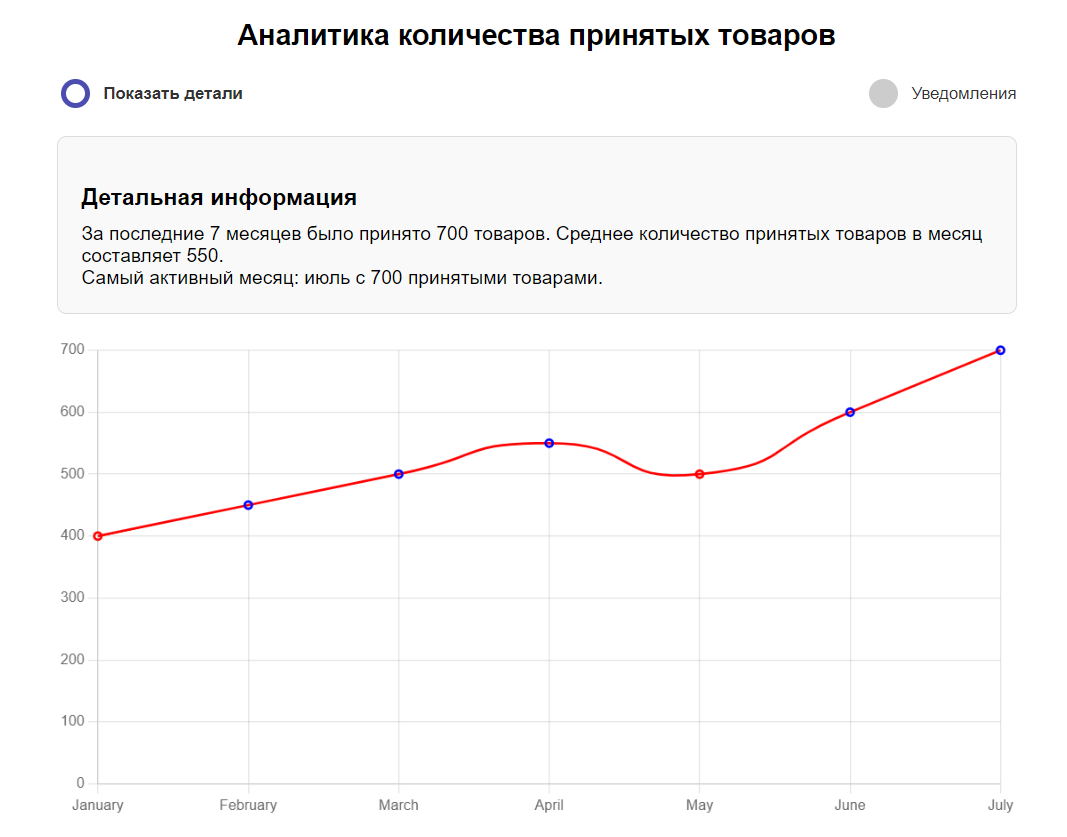 Аналитика количества принятых товаров
Показать детали
Уведомления
Детальная информация
За последние 7 месяцев было принято 700 товаров. Среднее количество принятых товаров в месяц
составляет 550.
Самый активный месяц: июль с 700 принятыми товарами.
700
600
500
400
300
200
100
0
January February March April May June July